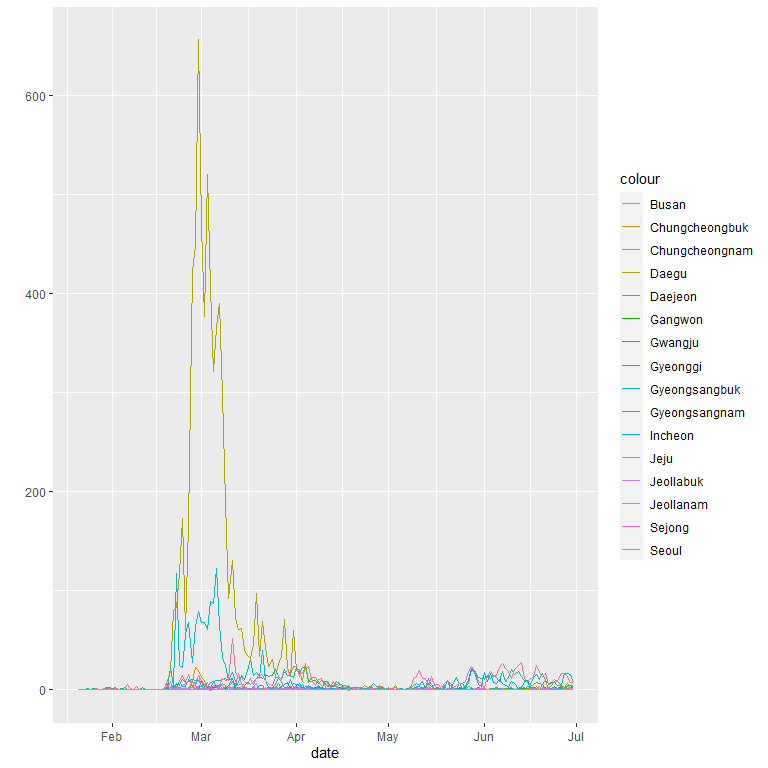 600
400
200
0
Feb Mar Apr May Jun Jul
date
colour
Busan
Chungcheongbuk
Chungcheongnam
Daegu
Daejeon
Gangwon
Gwangju
Gyeonggi
Gyeongsangbuk
Gyeongsangnam
Incheon
Jeju
Jeollabuk
Jeollanam
Sejong
Seoul